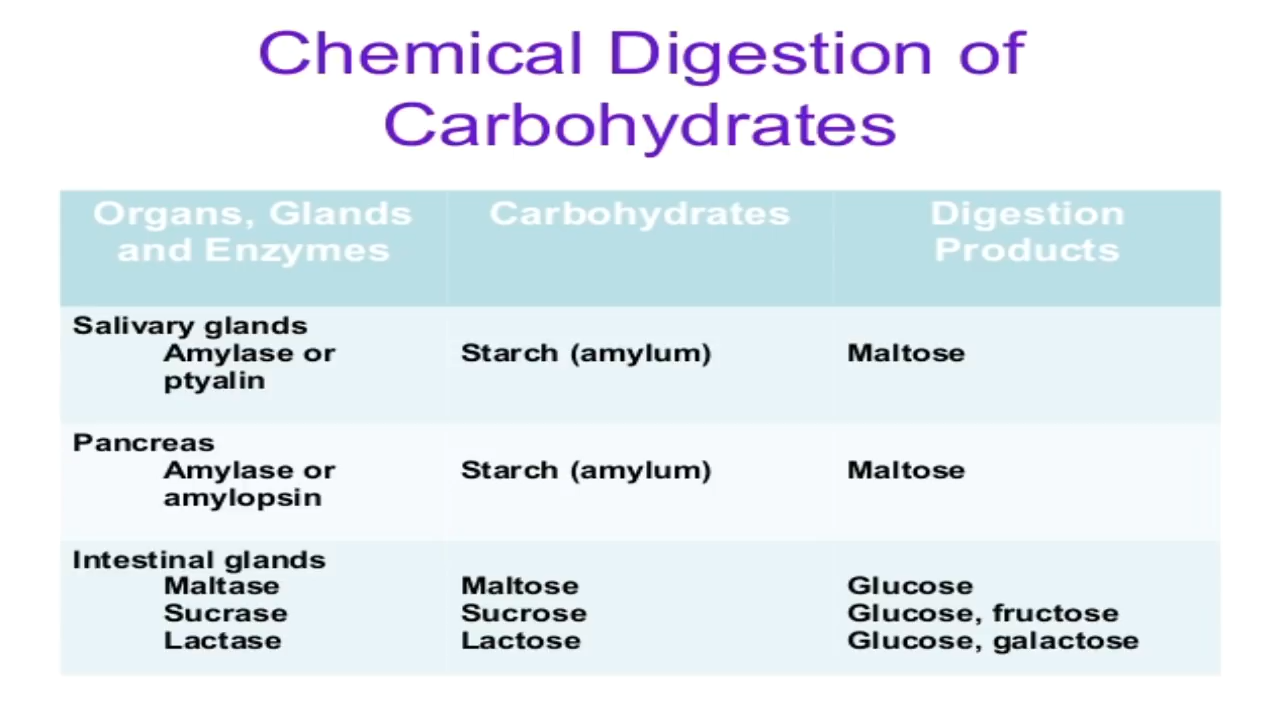 Chemical Digestion of
Carbohydrates
Organs, Glands
and Enzymes
Carbohydrates
Digestion
Products
Salivary glands
Amylase or
ptyalin
Starch (amylum)
Maltose
Pancreas
Amylase or
amylopsin
Starch (amylum)
Maltose
Intestinal glands
Maltase
Sucrase
Lactase
Maltose
Sucrose
Lactose
Glucose
Glucose, fructose
Glucose, galactose